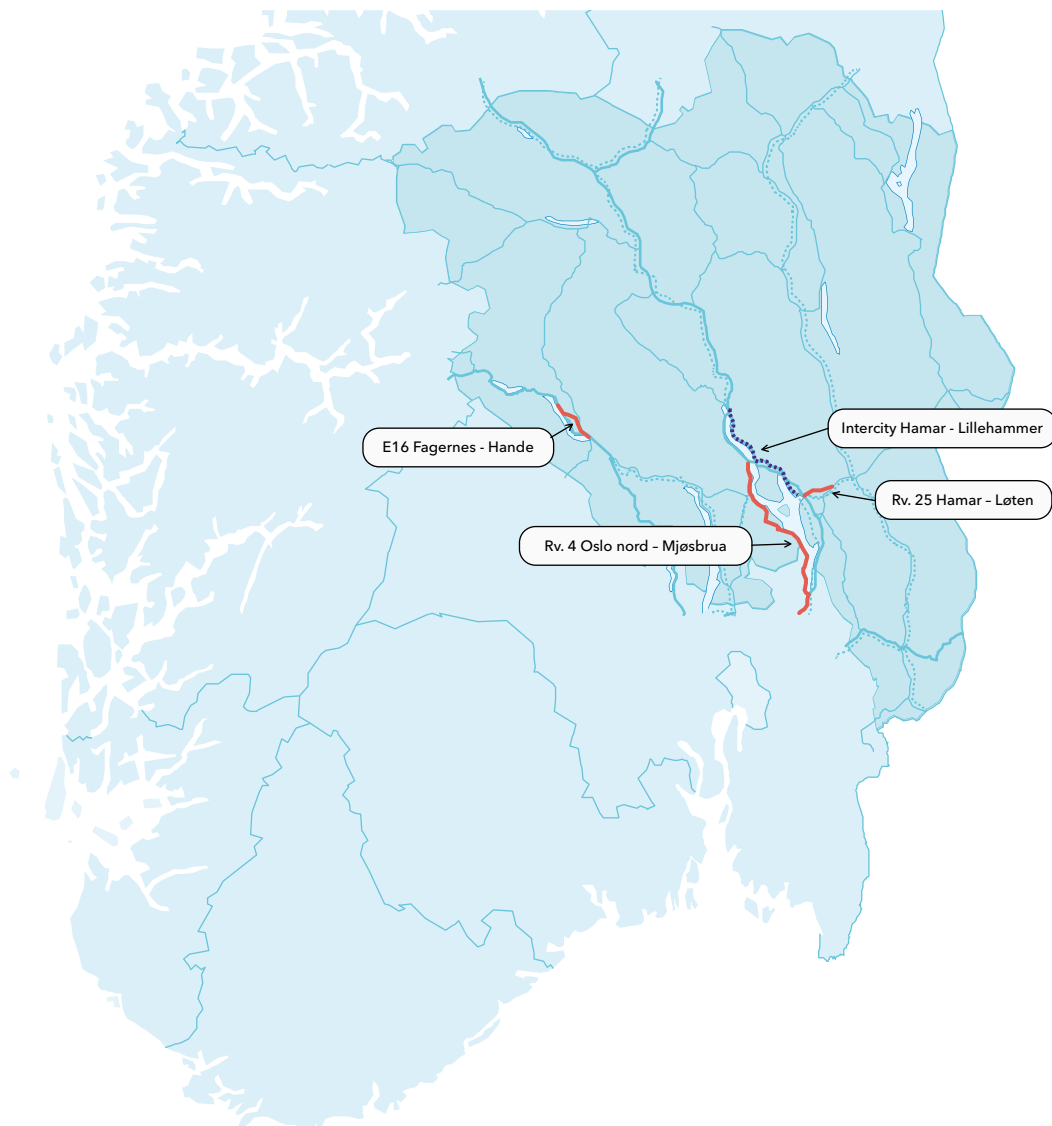 Intercity Hamar - Lillehammer
E16 Fagernes - Hande
Rv. 25 Hamar – Løten
Rv. 4 Oslo nord – Mjøsbrua